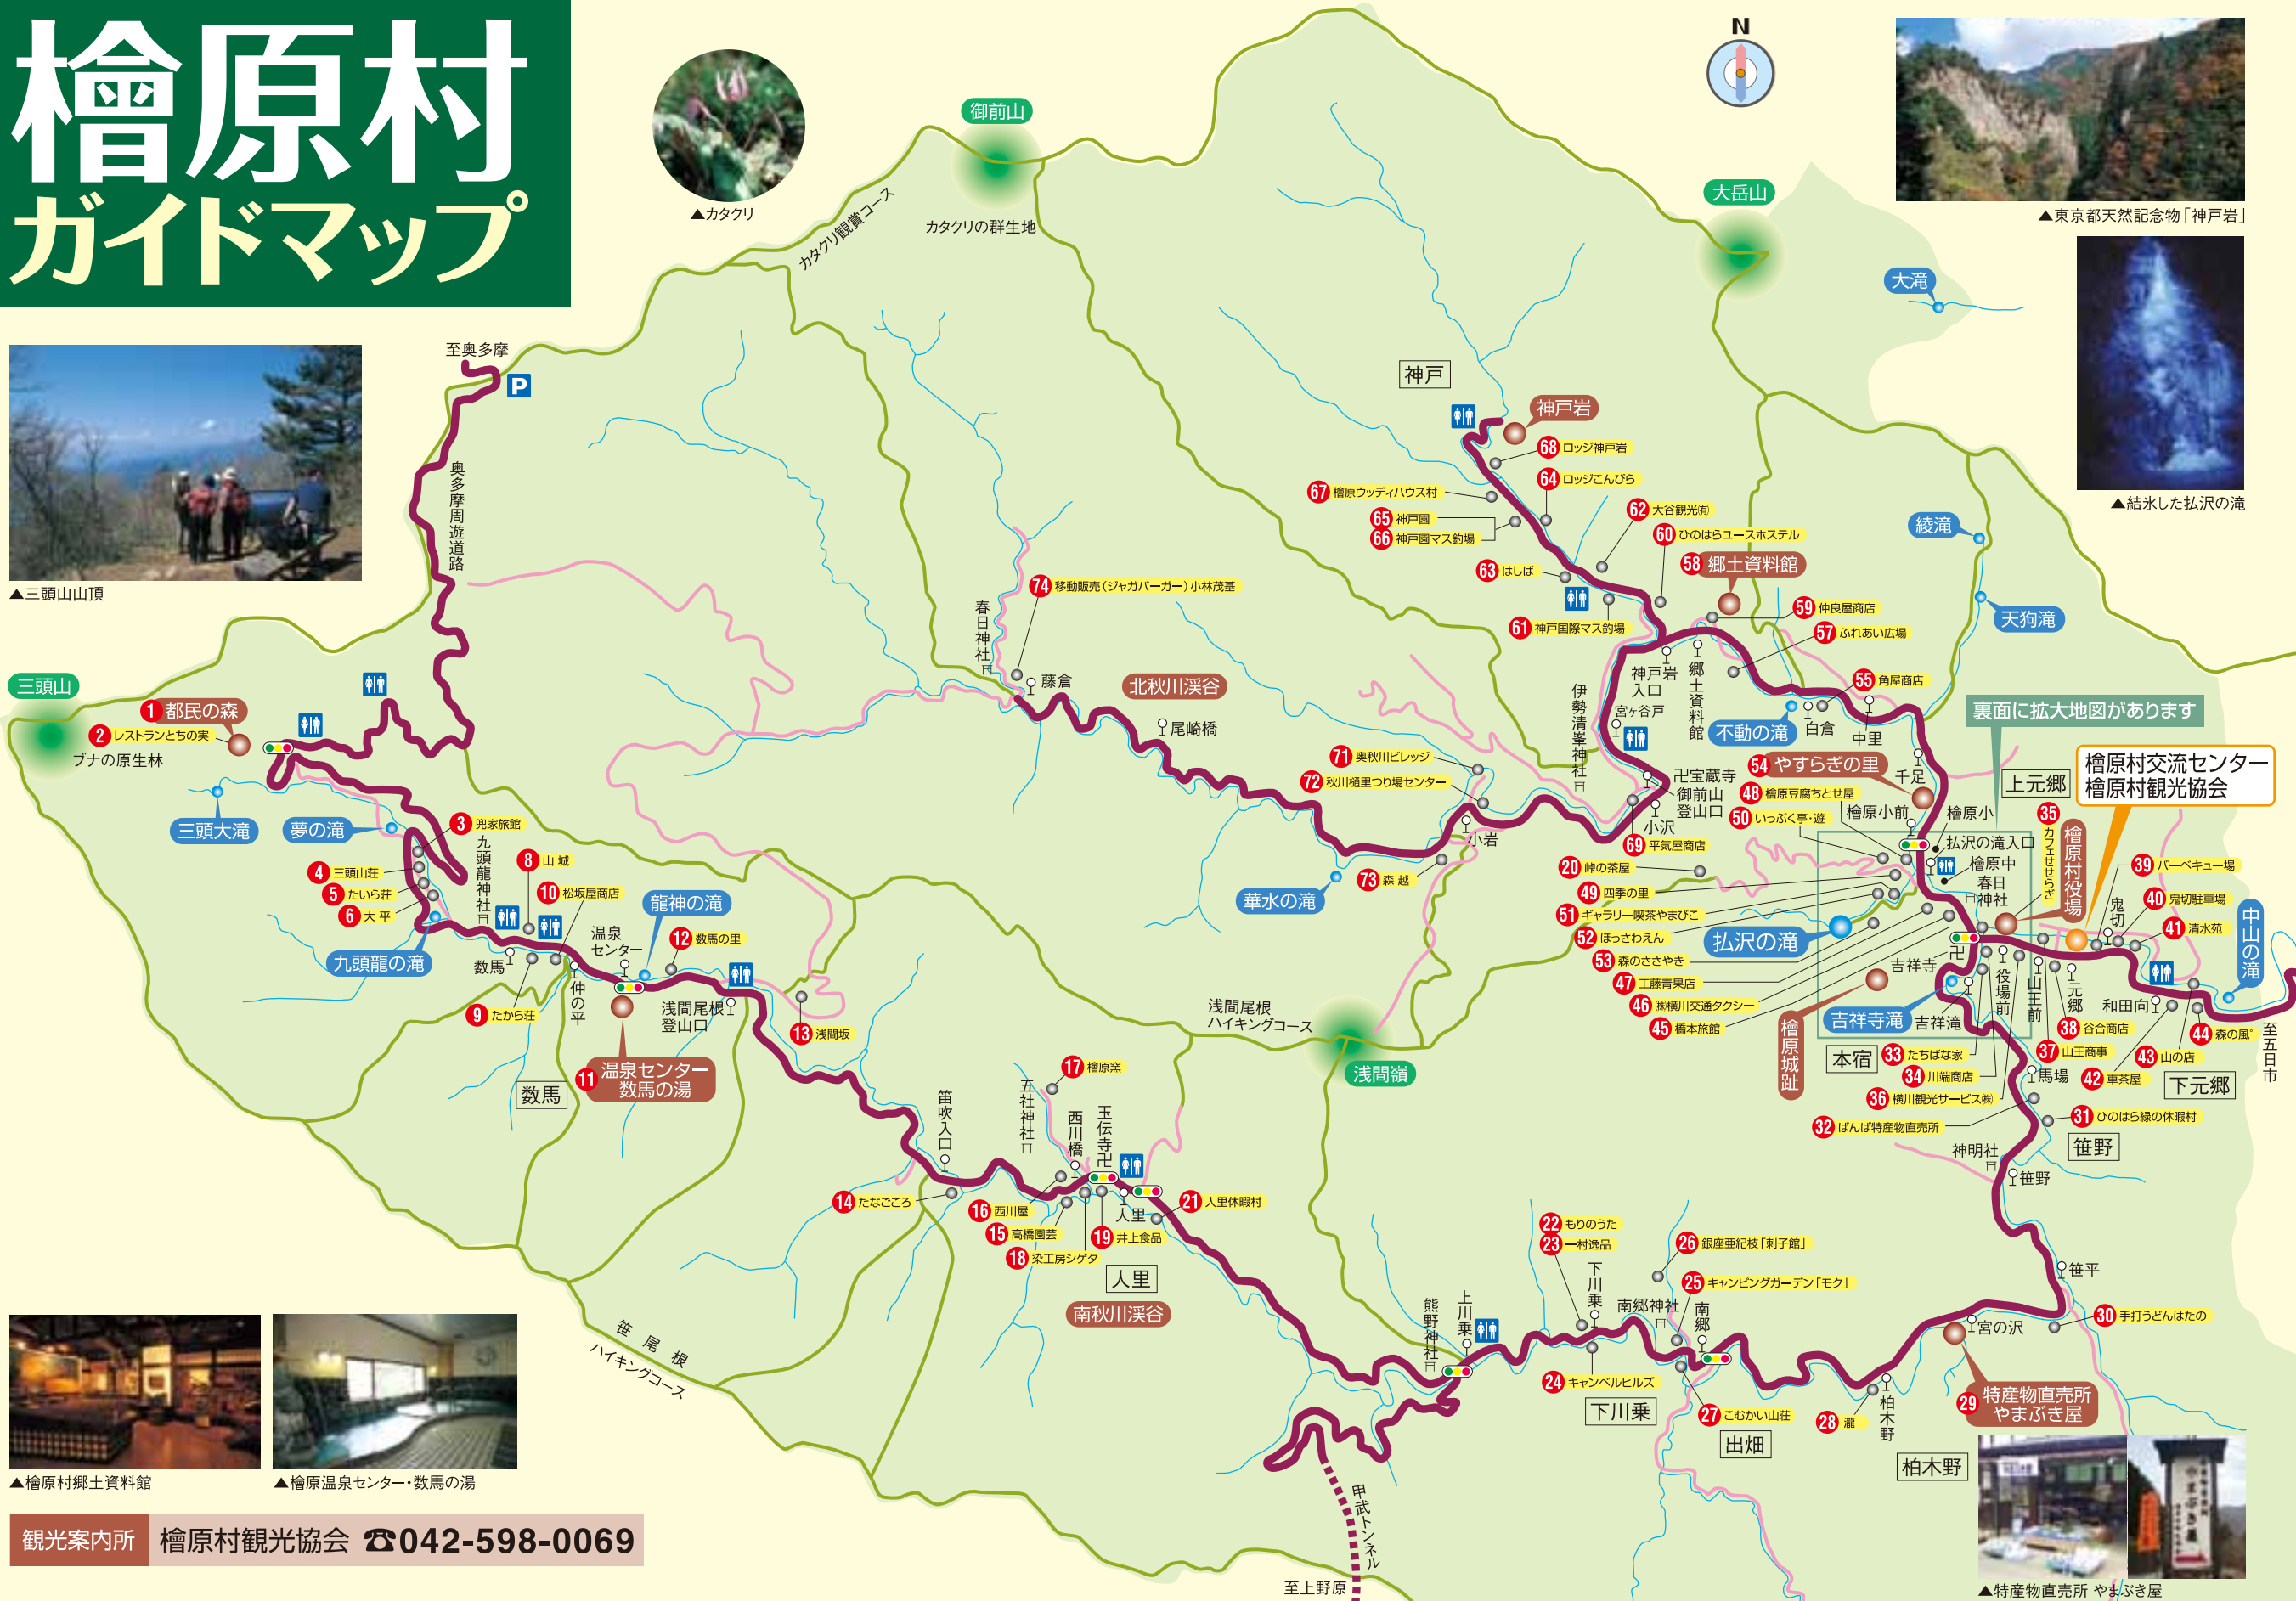 檜原村
ガイドマップ
▲カタクリ
御前山
カタクリの群生地
カタクリ観賞コース
N
大岳山
▲東京都天然記念物「神戸岩」
大滝
▲結氷した払沢の滝
▲三頭山山頂
至奥多摩
P
奥多摩周遊道路
神戸
神戸岩
68 ロッジ神戸岩
64 ロッジこんぴら
67 檜原ウッディハウス村
65 神戸園
66 神戸園マス釣場
62 大谷観光㈲
60 ひのはらユースホステル
58 郷土資料館
63 はしば
61 神戸国際マス釣場
59 仲良屋商店
57 ふれあい広場
55 角屋商店
綾滝
天狗滝
74 移動販売（ジャガバーガー）小林茂基
春日神社
藤倉
北秋川渓谷
尾崎橋
伊勢清峯神社
神戸岩
入口
郷土資料館
宮ヶ谷戸
不動の滝
白倉
中里
裏面に拡大地図があります
三頭山
1 都民の森
2 レストランとちの実
ブナの原生林
三頭大滝
夢の滝
3 兜家旅館
4 三頭山荘
5 たいら荘
6 大平
九頭龍神社
九頭龍の滝
8 山城
10 松坂屋商店
数馬
9 たから荘
仲の平
温泉
センター
龍神の滝
12 数馬の里
浅間尾根
登山口
13 浅間坂
11 温泉センター
数馬の湯
数馬
71 奥秋川ビレッジ
72 秋川樋里つり場センター
小岩
73 森越
華水の滝
卍宝蔵寺
御前山
登山口
小沢
69 平気屋商店
54 やすらぎの里
千足
48 檜原豆腐ちとせ屋
50 いっぷく亭・遊
檜原小前
檜原小
払沢の滝入口
檜原中
春日
神社
上元郷
檜原村交流センター
檜原村観光協会
35 カフェせせらぎ
檜原村役場
39 バーベキュー場
鬼切
40 鬼切駐車場
41 清水苑
中山の滝
20 峠の茶屋
49 四季の里
51 ギャラリー喫茶やまびこ
52 ほっさわえん
53 森のささやき
47 工藤青果店
46 ㈱横川交通タクシー
45 橋本旅館
払沢の滝
吉祥寺
卍
檜原城趾
吉祥寺滝
吉祥滝
役場前
山王前
元郷
和田向
44 森の風゜
至五日市
38 谷合商店
37 山王商事
43 山の店
42 車茶屋
下元郷
本宿
33 たちばな家
34 川端商店
36 横川観光サービス㈱
32 ばんば特産物直売所
馬場
31 ひのはら緑の休暇村
笹野
神明社
笹野
浅間尾根
ハイキングコース
浅間嶺
笛吹入口
14 たなごころ
五社神社
17 檜原窯
西川橋
玉伝寺卍
16 西川屋
15 高橋園芸
18 染工房シゲタ
19 井上食品
人里
21 人里休暇村
人里
南秋川渓谷
笹尾根
ハイキングコース
22 もりのうた
23 一村逸品
下川乗
26 銀座亜紀枝「刺子館」
25 キャンピングガーデン「モク」
南郷神社
南郷
熊野神社
上川乗
24 キャンベルヒルズ
下川乗
27 こむかい山荘
出畑
28 瀧
柏木野
柏木野
笹平
30 手打うどんはたの
宮の沢
29 特産物直売所
やまぶき屋
甲武トンネル
至上野原
▲檜原村郷土資料館
▲檜原温泉センター・数馬の湯
▲特産物直売所 やまぶき屋
観光案内所 檜原村観光協会 ☎042-598-0069